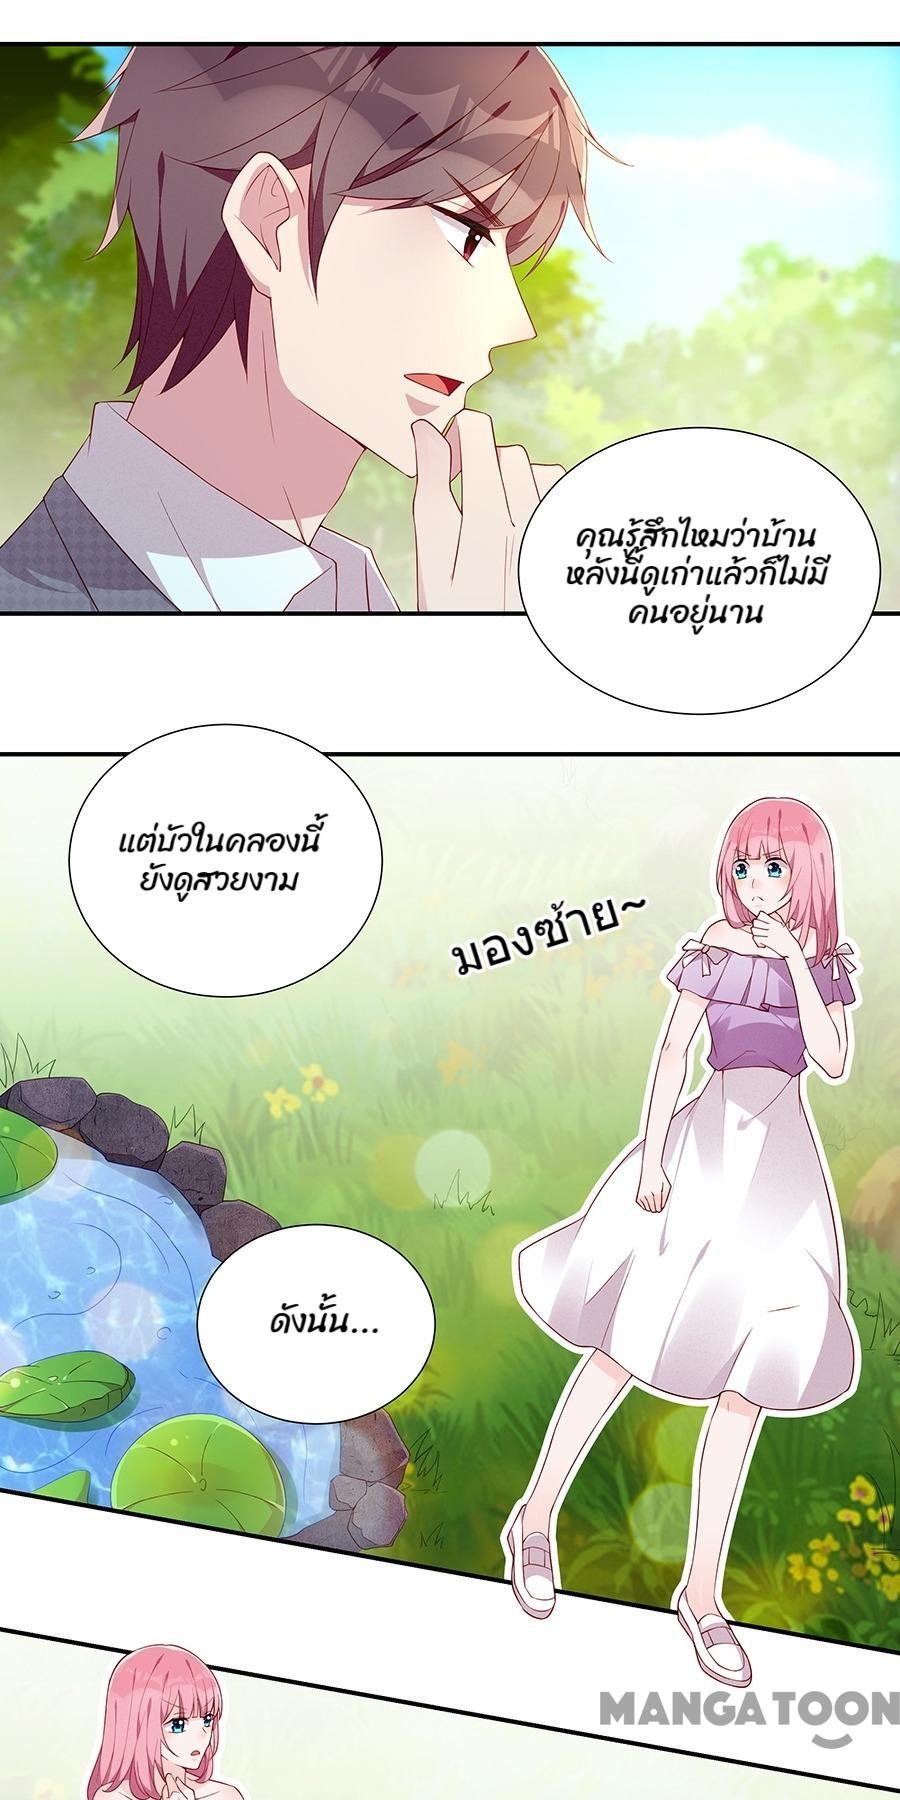 คุณรู้สึกไหมว่าบ้าน
หลังนี้ดูเก่าแล้วก็ไม่มี
คนอยู่นาน
แต่บัวในคลองนี้
ยังดูสวยงาม
มองซ้าย~
ดังนั้น...
MANGATOON